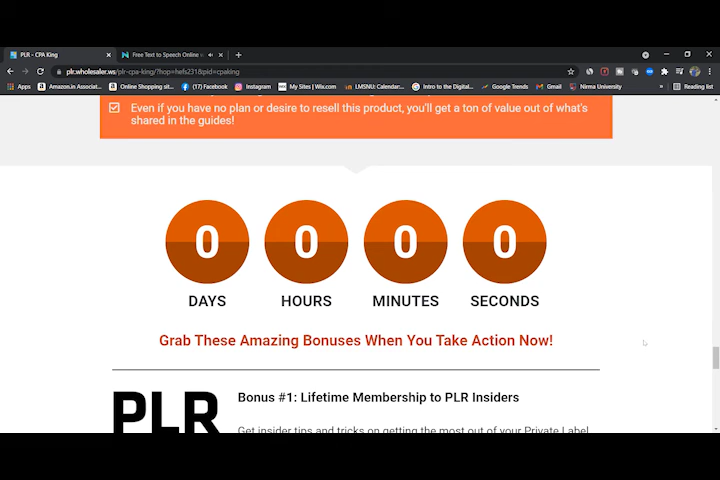 PLR - CPA King
Free Text to Speech Online
plr.wholesaler.ws/plr-cpa-king/?hop=hefs231&pid=cpaking
Apps Amazon.in Associat... Online Shopping sit... (17) Facebook Instagram My Sites | Wix.com LMSNU: Calendar:... Intro to the Digital... Google Trends Gmail Nirma University » Reading list
Even if you have no plan or desire to resell this product, you'll get a ton of value out of what's
shared in the guides!
0 0 0 0
DAYS HOURS MINUTES SECONDS
Grab These Amazing Bonuses When You Take Action Now!
PLR
Bonus #1: Lifetime Membership to PLR Insiders
Get insider tips and tricks on getting the most out of your Private Label